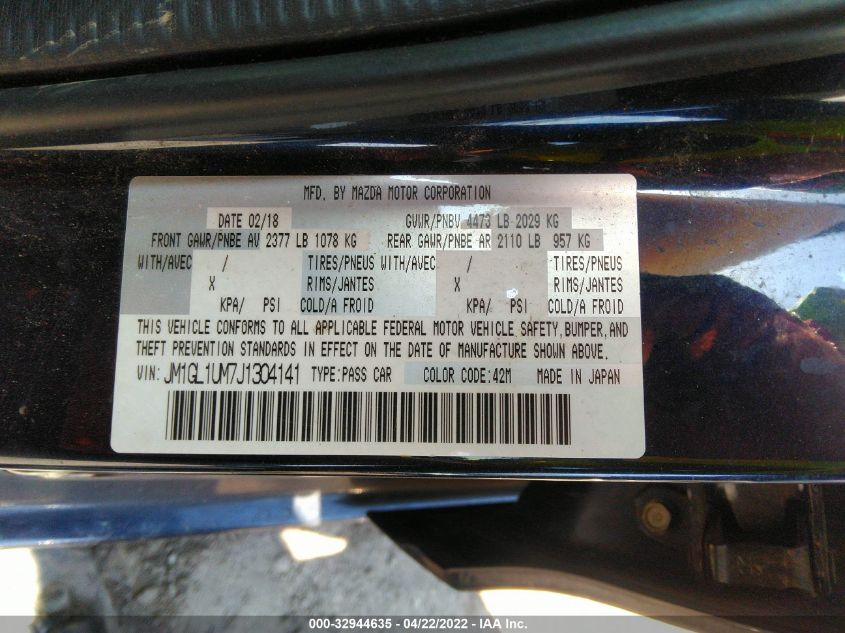 MFD. BY MAZDA MOTOR CORPORATION
DATE 02/18 GVWR/PNBV 4473 LB 2029 KG
FRONT GAWR/PNBE AV 2377 LB 1078 KG REAR GAWR/PNBE AR 2110 LB 957 KG
WITH/AVEC / TIRES/PNEUS WITH/AVEC / TIRES/PNEUS
X RIMS/JANTES X RIMS/JANTES
KPA/ PSI COLD/A FROID KPA/ PSI COLD/A FROID
THIS VEHICLE CONFORMS TO ALL APPLICABLE FEDERAL MOTOR VEHICLE SAFETY, BUMPER, AND
THEFT PREVENTION STANDARDS IN EFFECT ON THE DATE OF MANUFACTURE SHOWN ABOVE.
VIN: JM1GL1UM7J1304141 TYPE: PASS CAR COLOR CODE: 42M MADE IN JAPAN
000-32944635 - 04/22/2022 - IAA Inc.